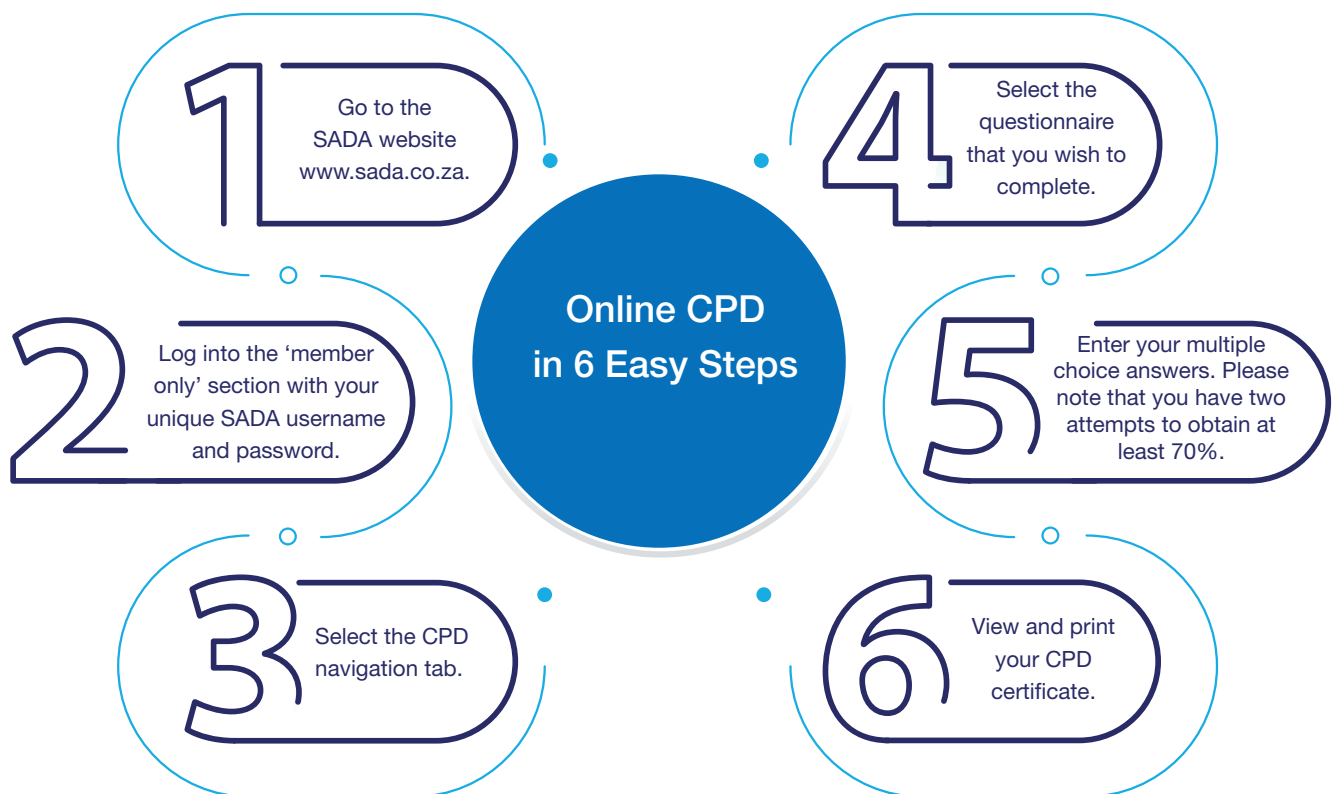 Online CPD
in 6 Easy Steps
1
Go to the
SADA website
www.sada.co.za.
2
Log into the ‘member
only’ section with your
unique SADA username
and password.
3
Select the CPD
navigation tab.
4
Select the
questionnaire
that you wish to
complete.
5
Enter your multiple
choice answers. Please
note that you have two
attempts to obtain at
least 70%.
6
View and print
your CPD
certificate.